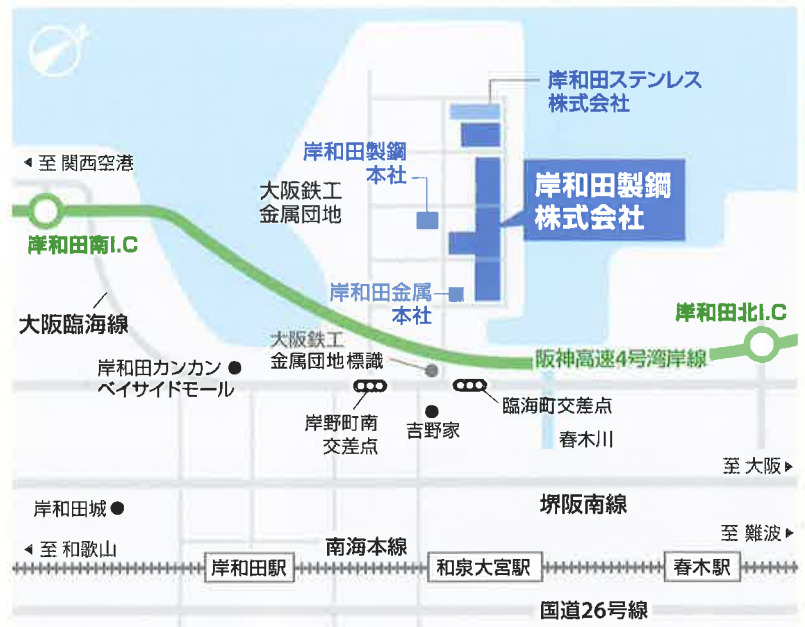 岸和田ステンレス
株式会社
岸和田製鋼
本社
◀ 至 関西空港
大阪鉄工
金属団地
岸和田製鋼
株式会社
岸和田南I.C
岸和田金属
本社
岸和田北I.C
大阪臨海線
大阪鉄工
金属団地標識
阪神高速4号湾岸線
岸和田カンカン
ベイサイドモール
岸野町南
交差点
吉野家
臨海町交差点
春木川
至 大阪▶
岸和田城
堺阪南線
至 難波▶
◀ 至 和歌山
南海本線
岸和田駅
和泉大宮駅
春木駅
国道26号線